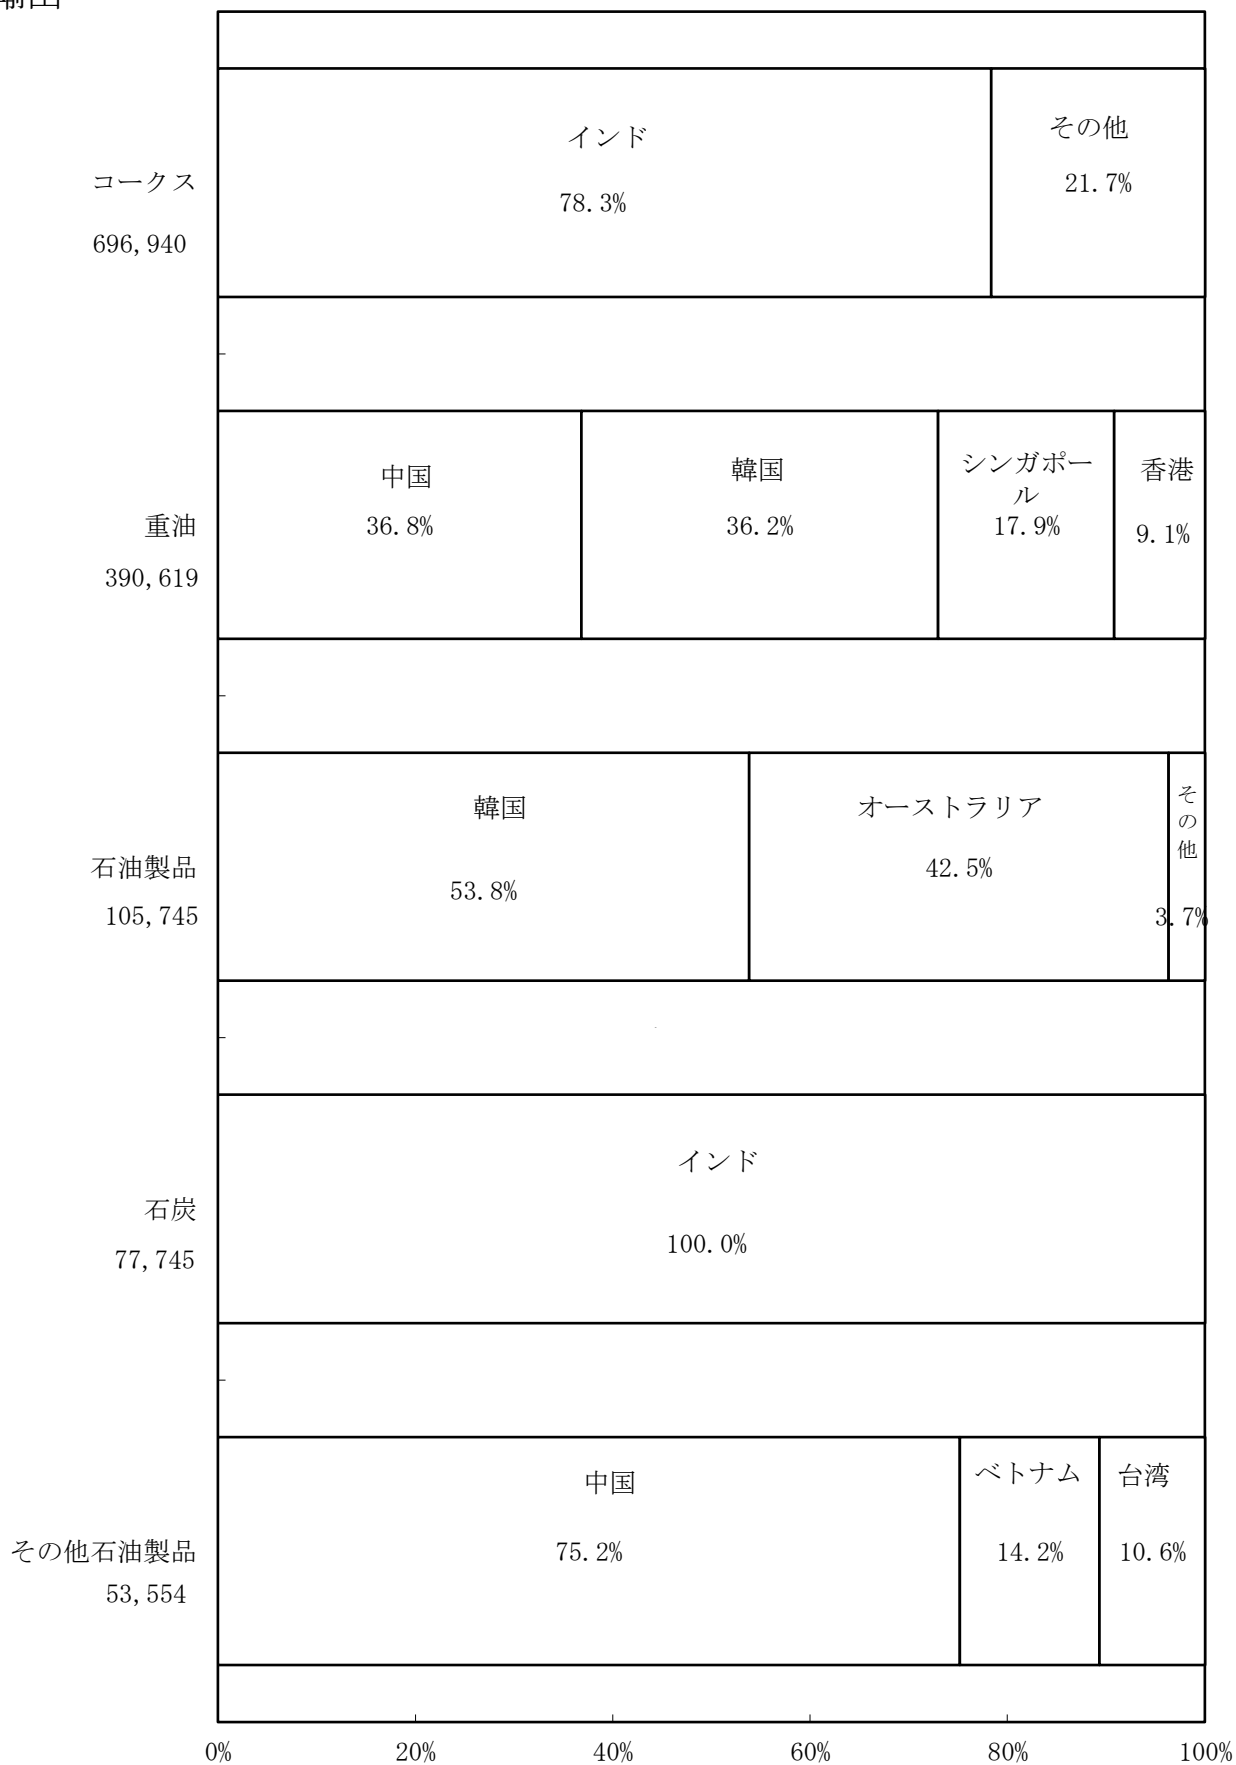 インド
その他
コークス
78.3%
21.7%
696,940
中国
韓国
シンガポー
ル
香港
重油
36.8%
36.2%
17.9%
9.1%
390,619
韓国
オーストラリア
その他
石油製品
53.8%
42.5%
105,745
3.7%
インド
石炭
100.0%
77,745
中国
ベトナム
台湾
その他石油製品
75.2%
14.2%
10.6%
53,554
0%
20%
40%
60%
80%
100%